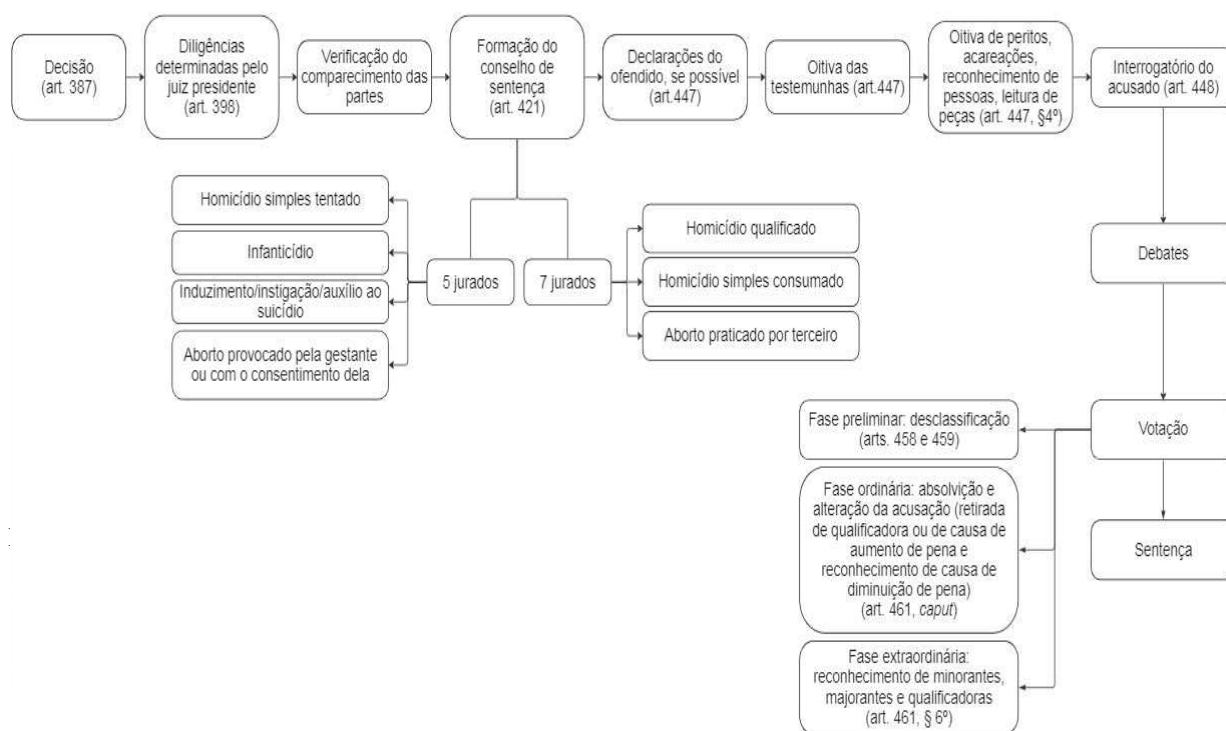 Decisão
(art. 387)
Diligências
determinadas pelo
juiz presidente
(art. 398)
Verificação do
comparecimento das
partes
Formação do
conselho de
sentença
(art. 421)
Declarações do
ofendido, se possível
(art.447)
Oitiva das
testemunhas (art.447)
Oitiva de peritos,
acareações,
reconhecimento de
pessoas, leitura de
peças (art. 447, §4º)
Interrogatório do
acusado (art. 448)
Homicídio simples tentado
Infanticídio
Induzimento/instigação/auxílio ao
suicídio
Aborto provocado pela gestante
ou com o consentimento dela
5 jurados
7 jurados
Homicídio qualificado
Homicídio simples consumado
Aborto praticado por terceiro
Debates
Votação
Fase preliminar: desclassificação
(arts. 458 e 459)
Fase ordinária: absolvição e
alteração da acusação (retirada
de qualificadora ou de causa de
aumento de pena e
reconhecimento de causa de
diminuição de pena)
(art. 461, caput)
Fase extraordinária:
reconhecimento de minorantes,
majorantes e qualificadoras
(art. 461, § 6º)
Sentença